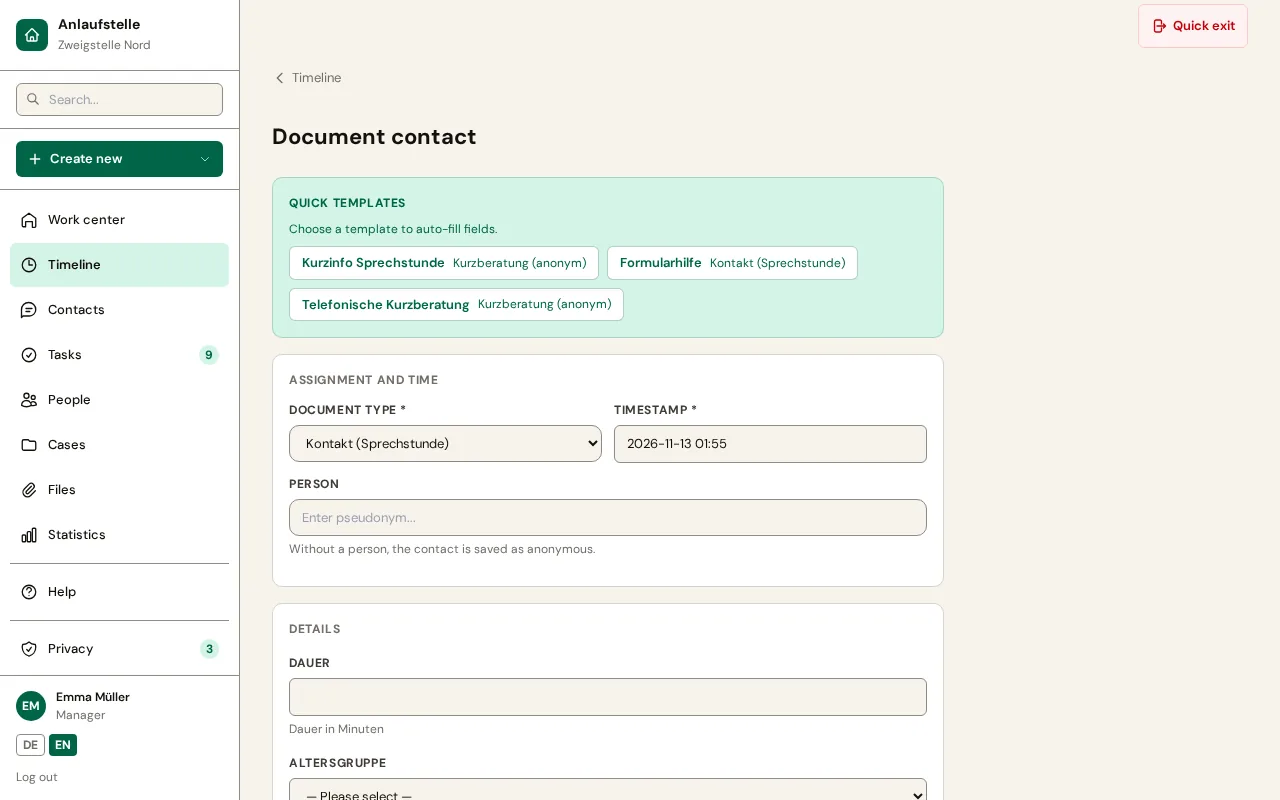 Anlaufstelle
Zweigstelle Nord
Search...
Create new
Work center
Timeline
Contacts
Tasks 9
People
Cases
Files
Statistics
Help
Privacy 3
EM Emma Müller
Manager
DE EN
Log out
Quick exit
Timeline
Document contact
QUICK TEMPLATES
Choose a template to auto-fill fields.
Kurzinfo Sprechstunde Kurzberatung (anonym) Formularhilfe Kontakt (Sprechstunde)
Telefonische Kurzberatung Kurzberatung (anonym)
ASSIGNMENT AND TIME
DOCUMENT TYPE * TIMESTAMP *
Kontakt (Sprechstunde) 2026-11-13 01:55
PERSON
Enter pseudonym...
Without a person, the contact is saved as anonymous.
DETAILS
DAUER
Dauer in Minuten
ALTERSGRUPPE
— Please select —